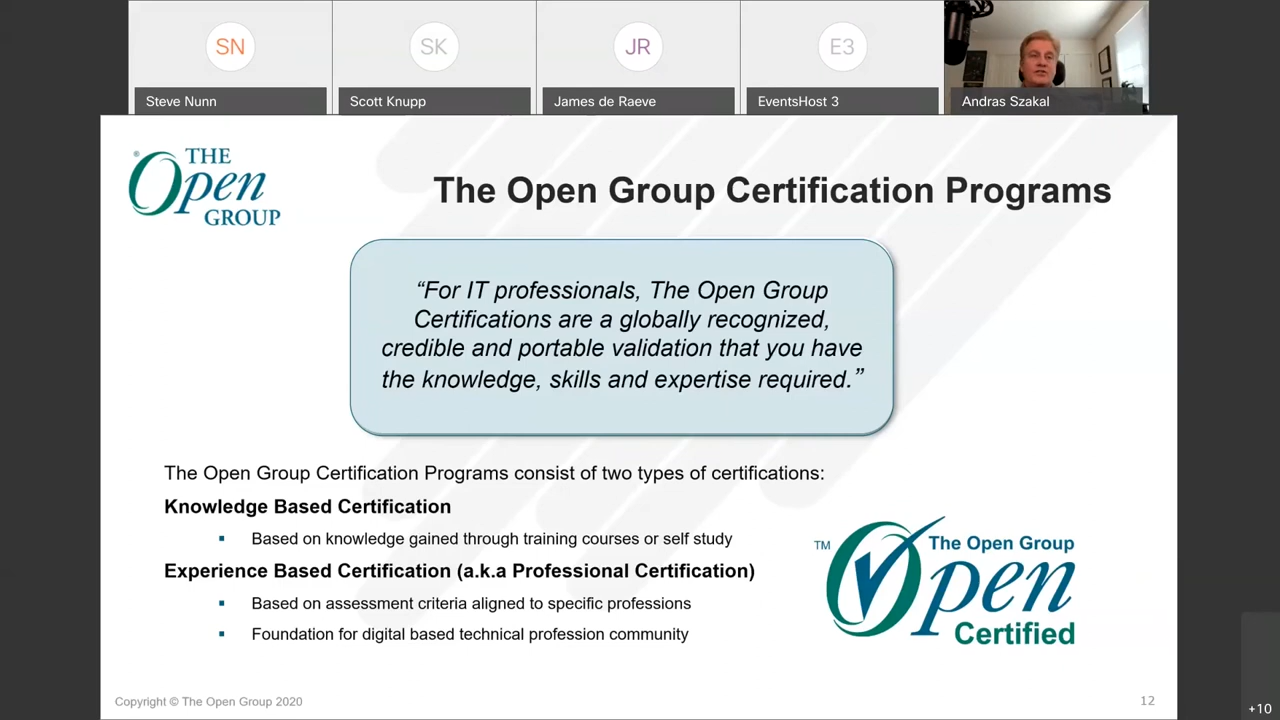 SN
SK
JR
E3
Steve Nunn
Scott Knupp
James de Raeve
EventsHost 3
Andras Szakal
® THE
Open
GROUP
The Open Group Certification Programs
“For IT professionals, The Open Group
Certifications are a globally recognized,
credible and portable validation that you have
the knowledge, skills and expertise required.”
The Open Group Certification Programs consist of two types of certifications:
Knowledge Based Certification
▪ Based on knowledge gained through training courses or self study
Experience Based Certification (a.k.a Professional Certification)
▪ Based on assessment criteria aligned to specific professions
▪ Foundation for digital based technical profession community
TM The Open Group
Open
Certified
Copyright © The Open Group 2020
12
+10